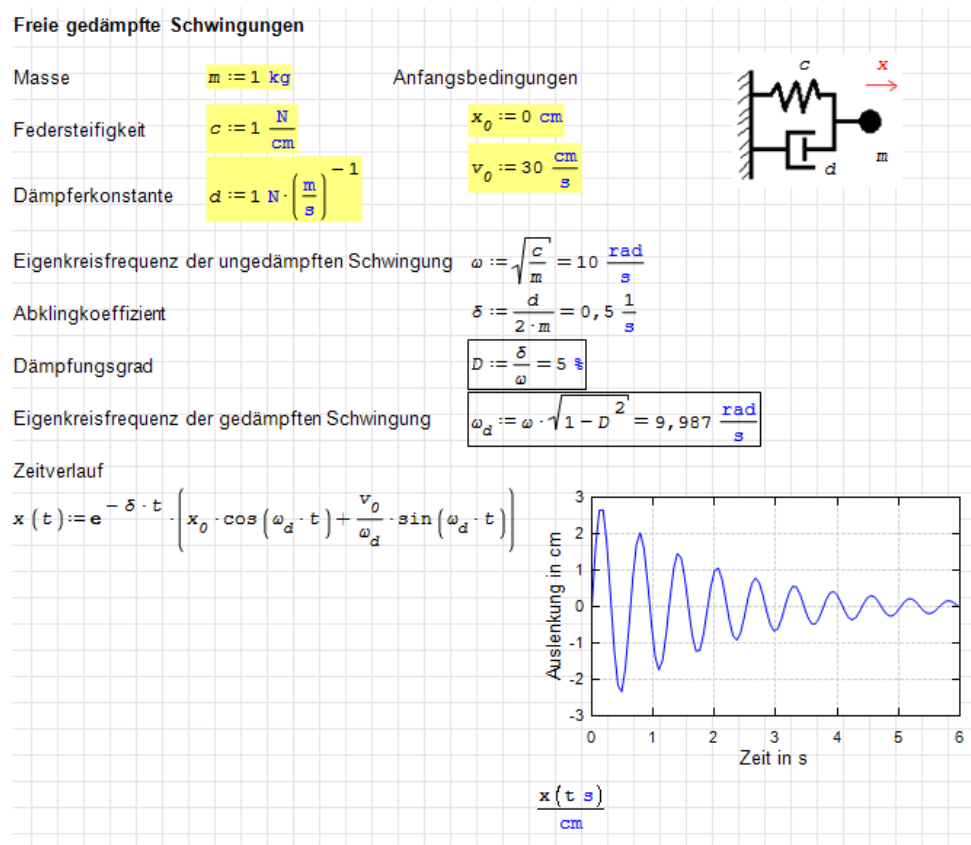 Freie gedämpfte Schwingungen
Masse m := 1 kg Anfangsbedingungen
Federsteifigkeit c := 1 N/cm x_0 := 0 cm
Dämpferkonstante d := 1 N·(m/s)^-1 v_0 := 30 cm/s
c x
d m
Eigenkreisfrequenz der ungedämpften Schwingung ω := √(c/m) = 10 rad/s
Abklingkoeffizient δ := d/(2·m) = 0,5 1/s
Dämpfungsgrad D := δ/ω = 5 %
Eigenkreisfrequenz der gedämpften Schwingung ω_d := ω·√(1-D^2) = 9,987 rad/s
Zeitverlauf
x(t) := e^(-δ·t)·(x_0·cos(ω_d·t)+v_0/ω_d·sin(ω_d·t))
Auslenkung in cm
3
2
1
0
-1
-2
-3
0 1 2 3 4 5 6
Zeit in s
x(t s)/cm